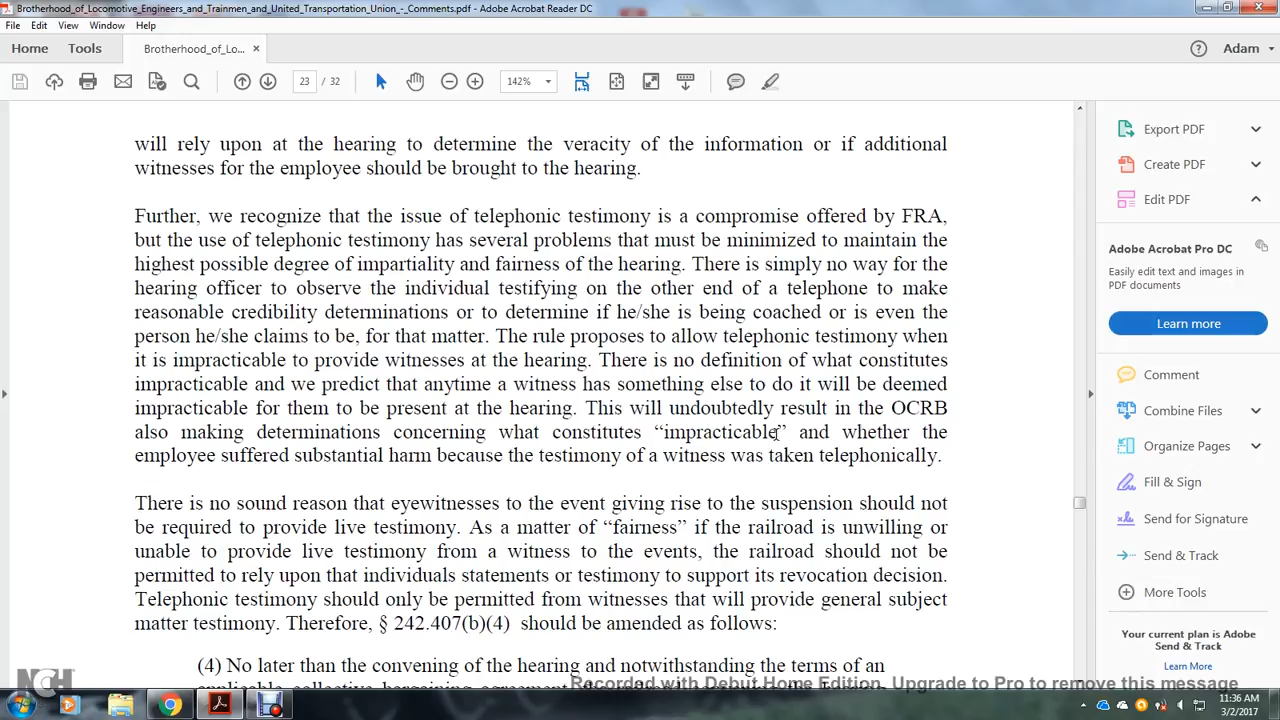 Brotherhood_of_Locomotive_Engineers_and_Trainmen_and_United_Transportation_Union_-_Comments.pdf - Adobe Acrobat Reader DC
File Edit View Window Help
Home Tools Brotherhood_of_Lo... × Adam
23 / 32 142%
will rely upon at the hearing to determine the veracity of the information or if additional
witnesses for the employee should be brought to the hearing.
Further, we recognize that the issue of telephonic testimony is a compromise offered by FRA,
but the use of telephonic testimony has several problems that must be minimized to maintain the
highest possible degree of impartiality and fairness of the hearing. There is simply no way for the
hearing officer to observe the individual testifying on the other end of a telephone to make
reasonable credibility determinations or to determine if he/she is being coached or is even the
person he/she claims to be, for that matter. The rule proposes to allow telephonic testimony when
it is impracticable to provide witnesses at the hearing. There is no definition of what constitutes
impracticable and we predict that anytime a witness has something else to do it will be deemed
impracticable for them to be present at the hearing. This will undoubtedly result in the OCRB
also making determinations concerning what constitutes “impracticable” and whether the
employee suffered substantial harm because the testimony of a witness was taken telephonically.
There is no sound reason that eyewitnesses to the event giving rise to the suspension should not
be required to provide live testimony. As a matter of “fairness” if the railroad is unwilling or
unable to provide live testimony from a witness to the events, the railroad should not be
permitted to rely upon that individuals statements or testimony to support its revocation decision.
Telephonic testimony should only be permitted from witnesses that will provide general subject
matter testimony. Therefore, § 242.407(b)(4) should be amended as follows:
(4) No later than the convening of the hearing and notwithstanding the terms of an
Export PDF
Create PDF
Edit PDF
Adobe Acrobat Pro DC
Easily edit text and images in
PDF documents
Learn more
Comment
Combine Files
Organize Pages
Fill & Sign
Send for Signature
Send & Track
More Tools
Your current plan is Adobe
Send & Track
Learn More
NCH
Recorded with Debut Home Edition. Upgrade to Pro to remove this message
11:36 AM
3/2/2017